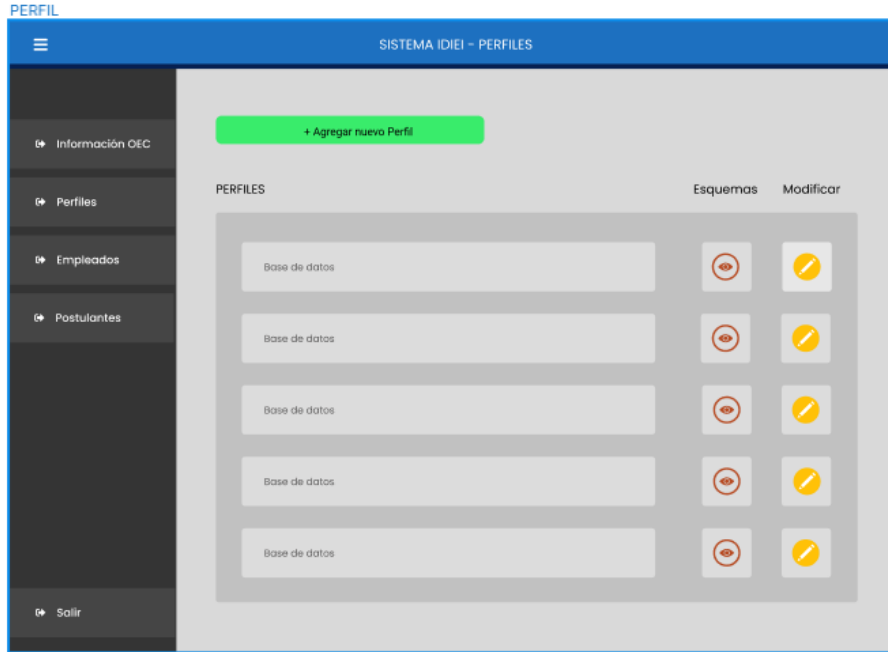 PERFIL
SISTEMA IDIEI - PERFILES
+ Agregar nuevo Perfil
Información OEC
Perfiles
Empleados
Postulantes
Salir
PERFILES Esquemas Modificar
Base de datos
Base de datos
Base de datos
Base de datos
Base de datos